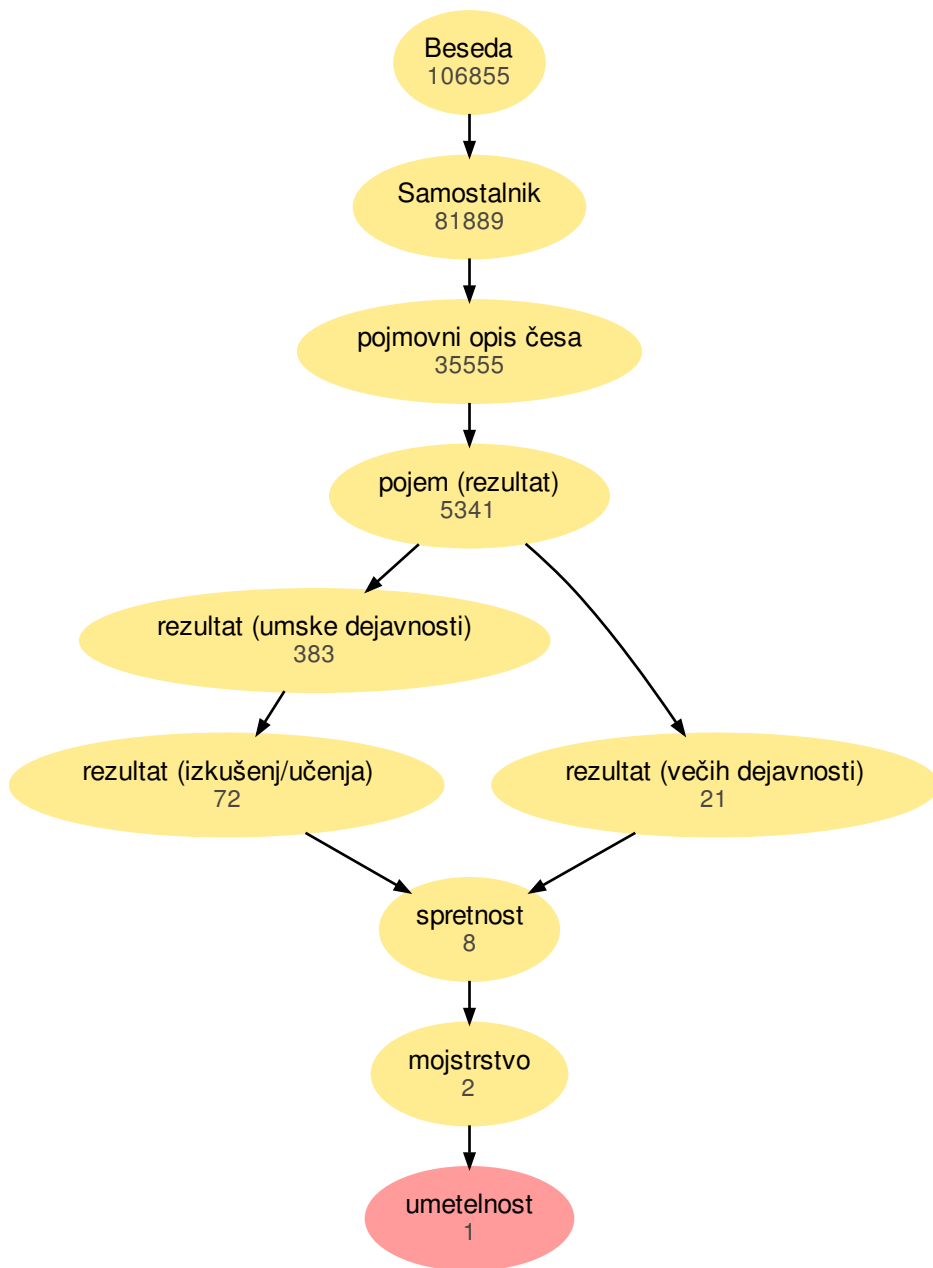 Beseda
106855
Samostalnik
81889
pojmovni opis česa
35555
pojem (rezultat)
5341
rezultat (umske dejavnosti)
383
rezultat (izkušenj/učenja)
72
rezultat (večih dejavnosti)
21
spretnost
8
mojstrstvo
2
umetelnost
1